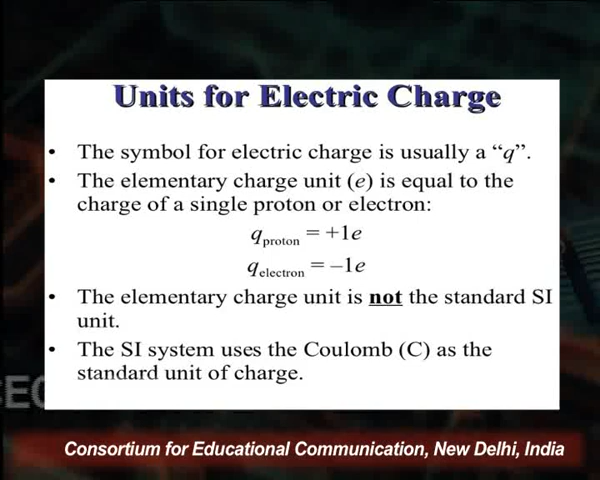 Units for Electric Charge
• The symbol for electric charge is usually a “q”.
• The elementary charge unit (e) is equal to the
charge of a single proton or electron:
qproton = +1e
qelectron = –1e
• The elementary charge unit is not the standard SI
unit.
• The SI system uses the Coulomb (C) as the
standard unit of charge.
Consortium for Educational Communication, New Delhi, India